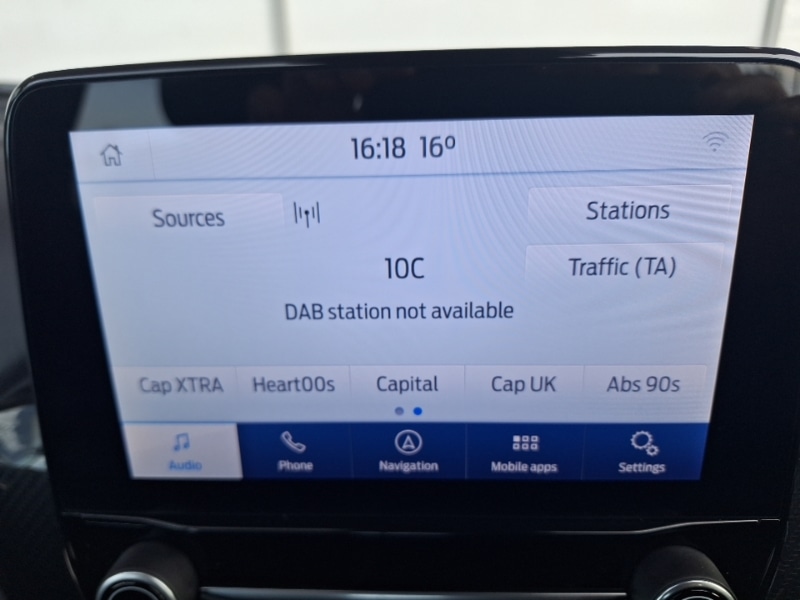 16:18 16º
Sources
Stations
Traffic (TA)
10C
DAB station not available
Cap XTRA Heart00s Capital Cap UK Abs 90s
Audio Phone Navigation Mobile apps Settings